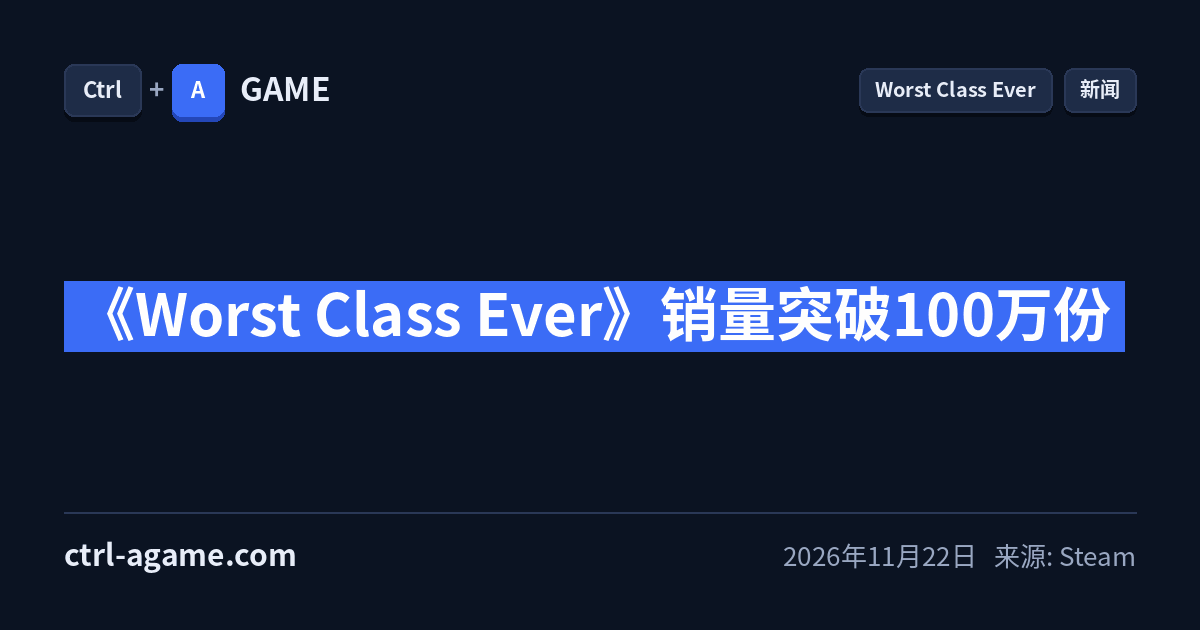 Ctrl + A GAME
Worst Class Ever 新闻
《Worst Class Ever》销量突破100万份
ctrl-agame.com
2026年11月22日 来源: Steam